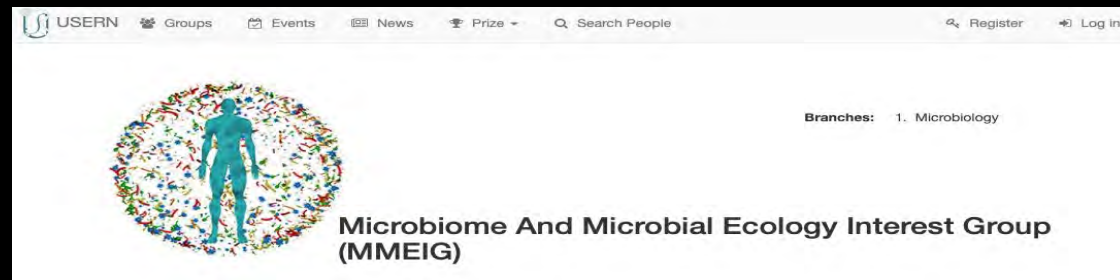 USERN Groups Events News Prize Search People Register Log in
Branches: 1. Microbiology
Microbiome And Microbial Ecology Interest Group
(MMEIG)